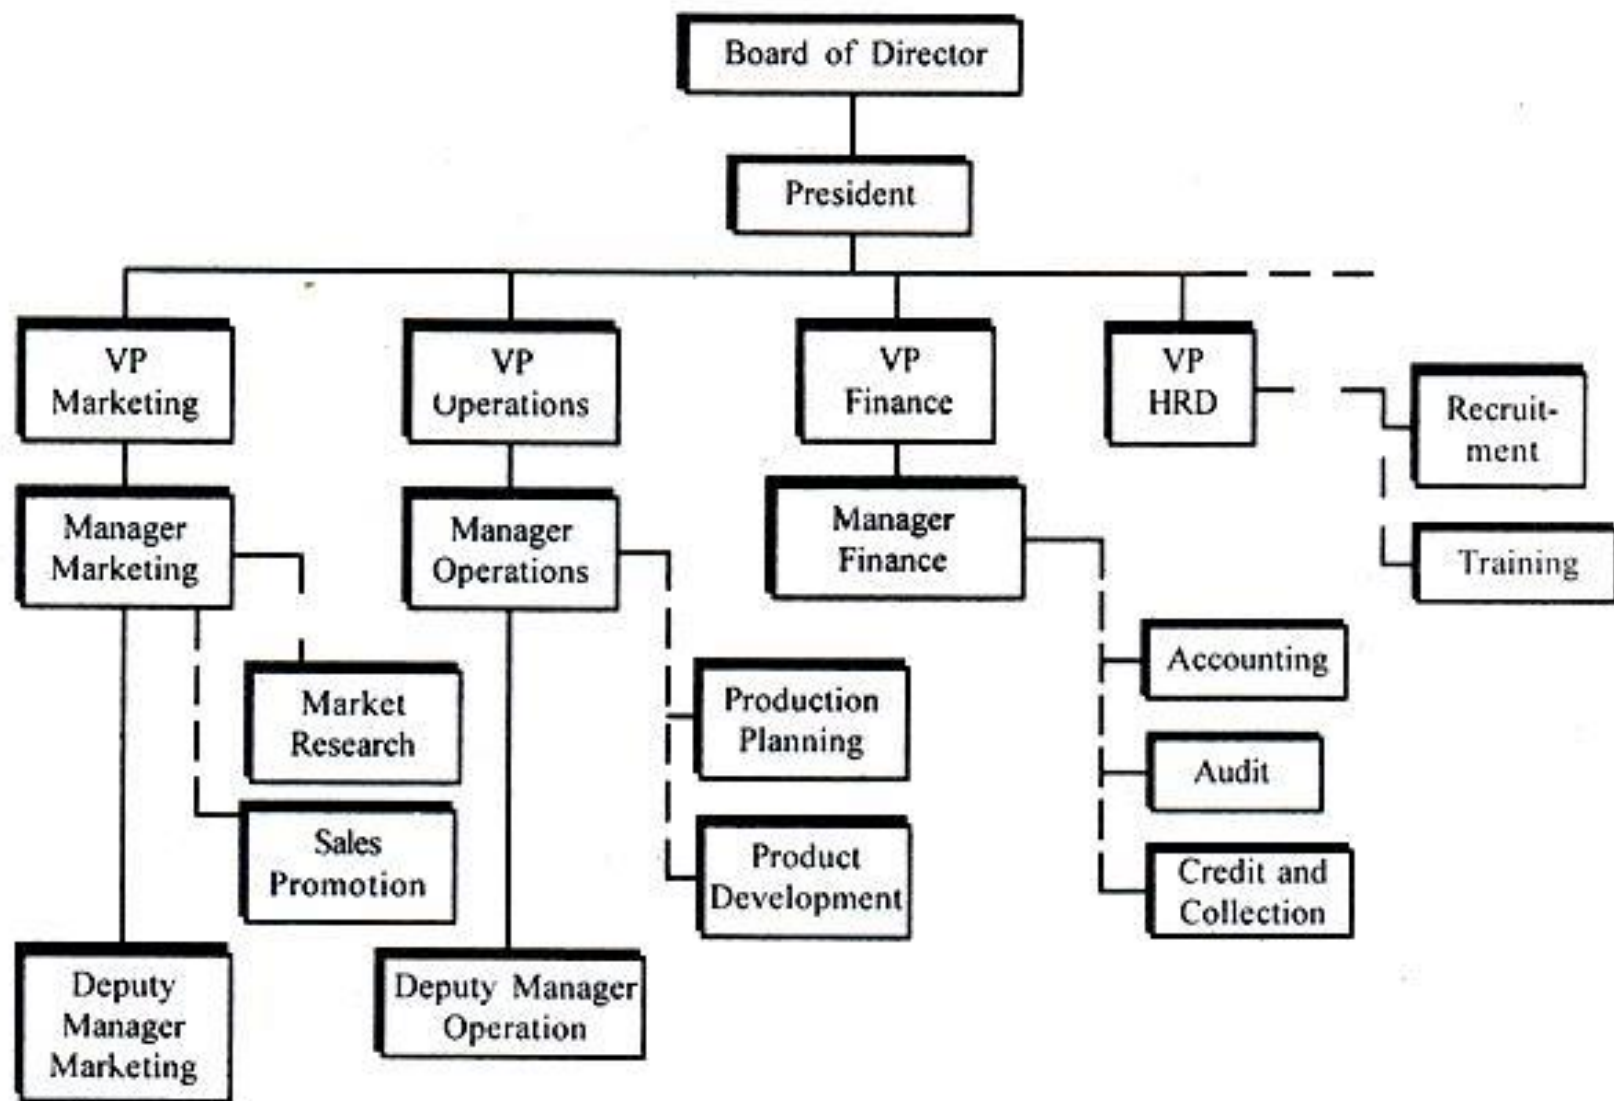 Board of Director
President
VP
Marketing
VP
Operations
VP
Finance
VP
HRD
Recruit-
ment
Training
Manager
Marketing
Manager
Operations
Manager
Finance
Market
Research
Sales
Promotion
Production
Planning
Product
Development
Accounting
Audit
Credit and
Collection
Deputy
Manager
Marketing
Deputy Manager
Operation